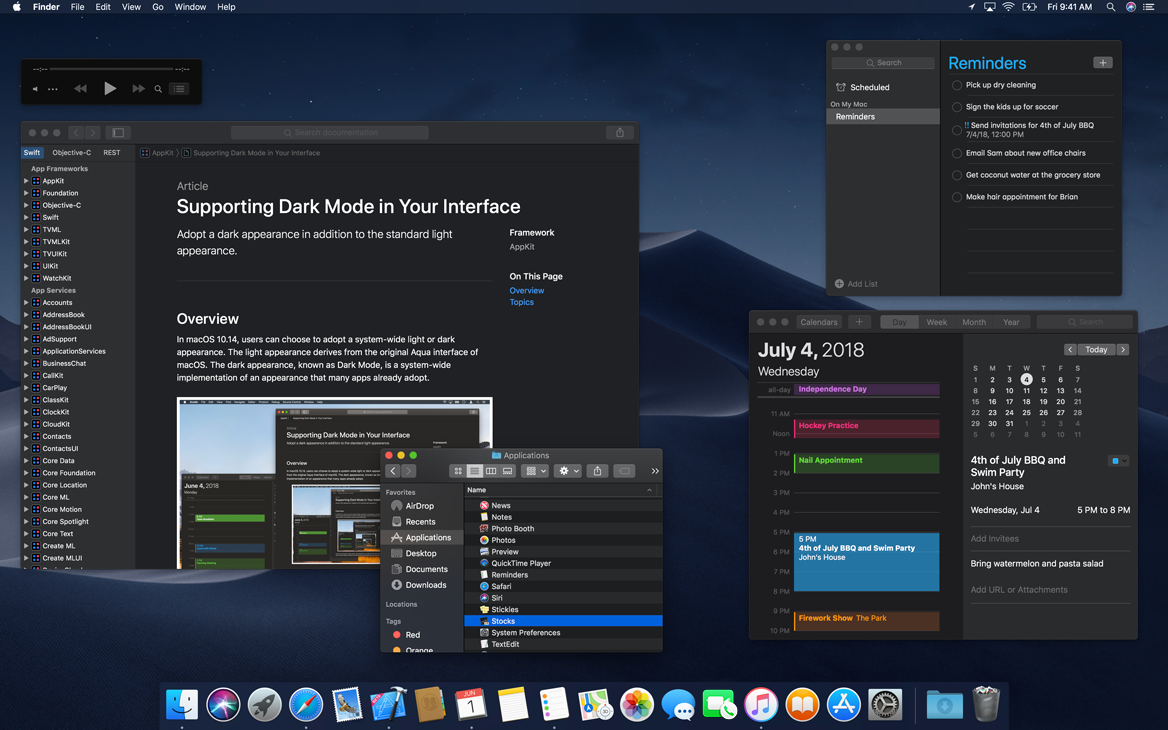 Finder File Edit View Go Window Help
Fri 9:41 AM
--:--
--:--
Search documentation
Swift Objective-C REST
AppKit Supporting Dark Mode in Your Interface
App Frameworks
AppKit
Foundation
Objective-C
Swift
TVML
TVMLKit
TVUIKit
UIKit
WatchKit
App Services
Accounts
AddressBook
AddressBookUI
AdSupport
ApplicationServices
BusinessChat
CallKit
CarPlay
ClassKit
ClockKit
CloudKit
Contacts
ContactsUI
Core Data
Core Foundation
Core Location
Core ML
Core Motion
Core Spotlight
Core Text
Create ML
Create MLUI
Article
Supporting Dark Mode in Your Interface
Adopt a dark appearance in addition to the standard light
appearance.
Framework
AppKit
On This Page
Overview
Topics
Overview
In macOS 10.14, users can choose to adopt a system-wide light or dark
appearance. The light appearance derives from the original Aqua interface of
macOS. The dark appearance, known as Dark Mode, is a system-wide
implementation of an appearance that many apps already adopt.
Supporting Dark Mode in Your Interface
Overview
June 4, 2018
Monday
Applications
Favorites
AirDrop
Recents
Applications
Desktop
Documents
Downloads
Locations
Tags
Red
Orange
Name
News
Notes
Photo Booth
Photos
Preview
QuickTime Player
Reminders
Safari
Siri
Stickies
Stocks
System Preferences
TextEdit
Search
Scheduled
On My Mac
Reminders
Add List
Reminders
Pick up dry cleaning
Sign the kids up for soccer
!! Send invitations for 4th of July BBQ
7/4/18, 12:00 PM
Email Sam about new office chairs
Get coconut water at the grocery store
Make hair appointment for Brian
Calendars + Day Week Month Year Search
July 4, 2018
Wednesday
all-day Independence Day
11 AM
Noon
Hockey Practice
1 PM
Nail Appointment
2 PM
3 PM
4 PM
5 PM
5 PM
4th of July BBQ and Swim Party
6 PM
John's House
7 PM
8 PM
9 PM
Firework Show The Park
10 PM
Today
S M T W T F S
1 2 3 4 5 6 7
8 9 10 11 12 13 14
15 16 17 18 19 20 21
22 23 24 25 26 27 28
29 30 31 1 2 3 4
5 6 7 8 9 10 11
4th of July BBQ and
Swim Party
John's House
Wednesday, Jul 4 5 PM to 8 PM
Add Invitees
Bring watermelon and pasta salad
Add URL or Attachments
JUN
1